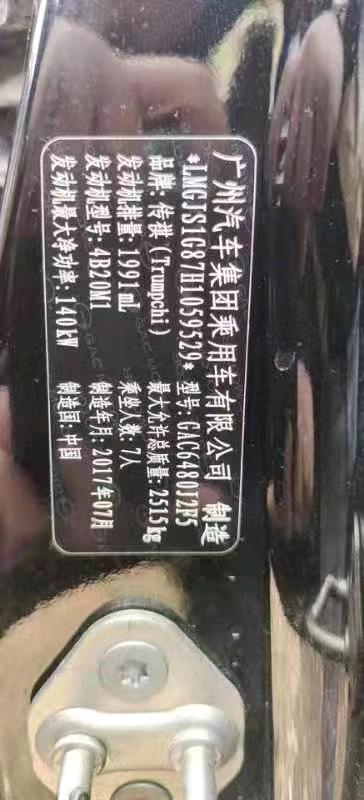 广州汽车集团乘用车有限公司 制造
*LMGJS1G87H1059529* 型号: GAC6480J2F5
品牌: 传祺 (Trumpchi) 最大允许总质量: 2515kg
发动机排量: 1991mL 乘坐人数: 7人
发动机型号: 4B20M1 制造年月: 2017年07月
发动机最大净功率: 140KW 制造国: 中国